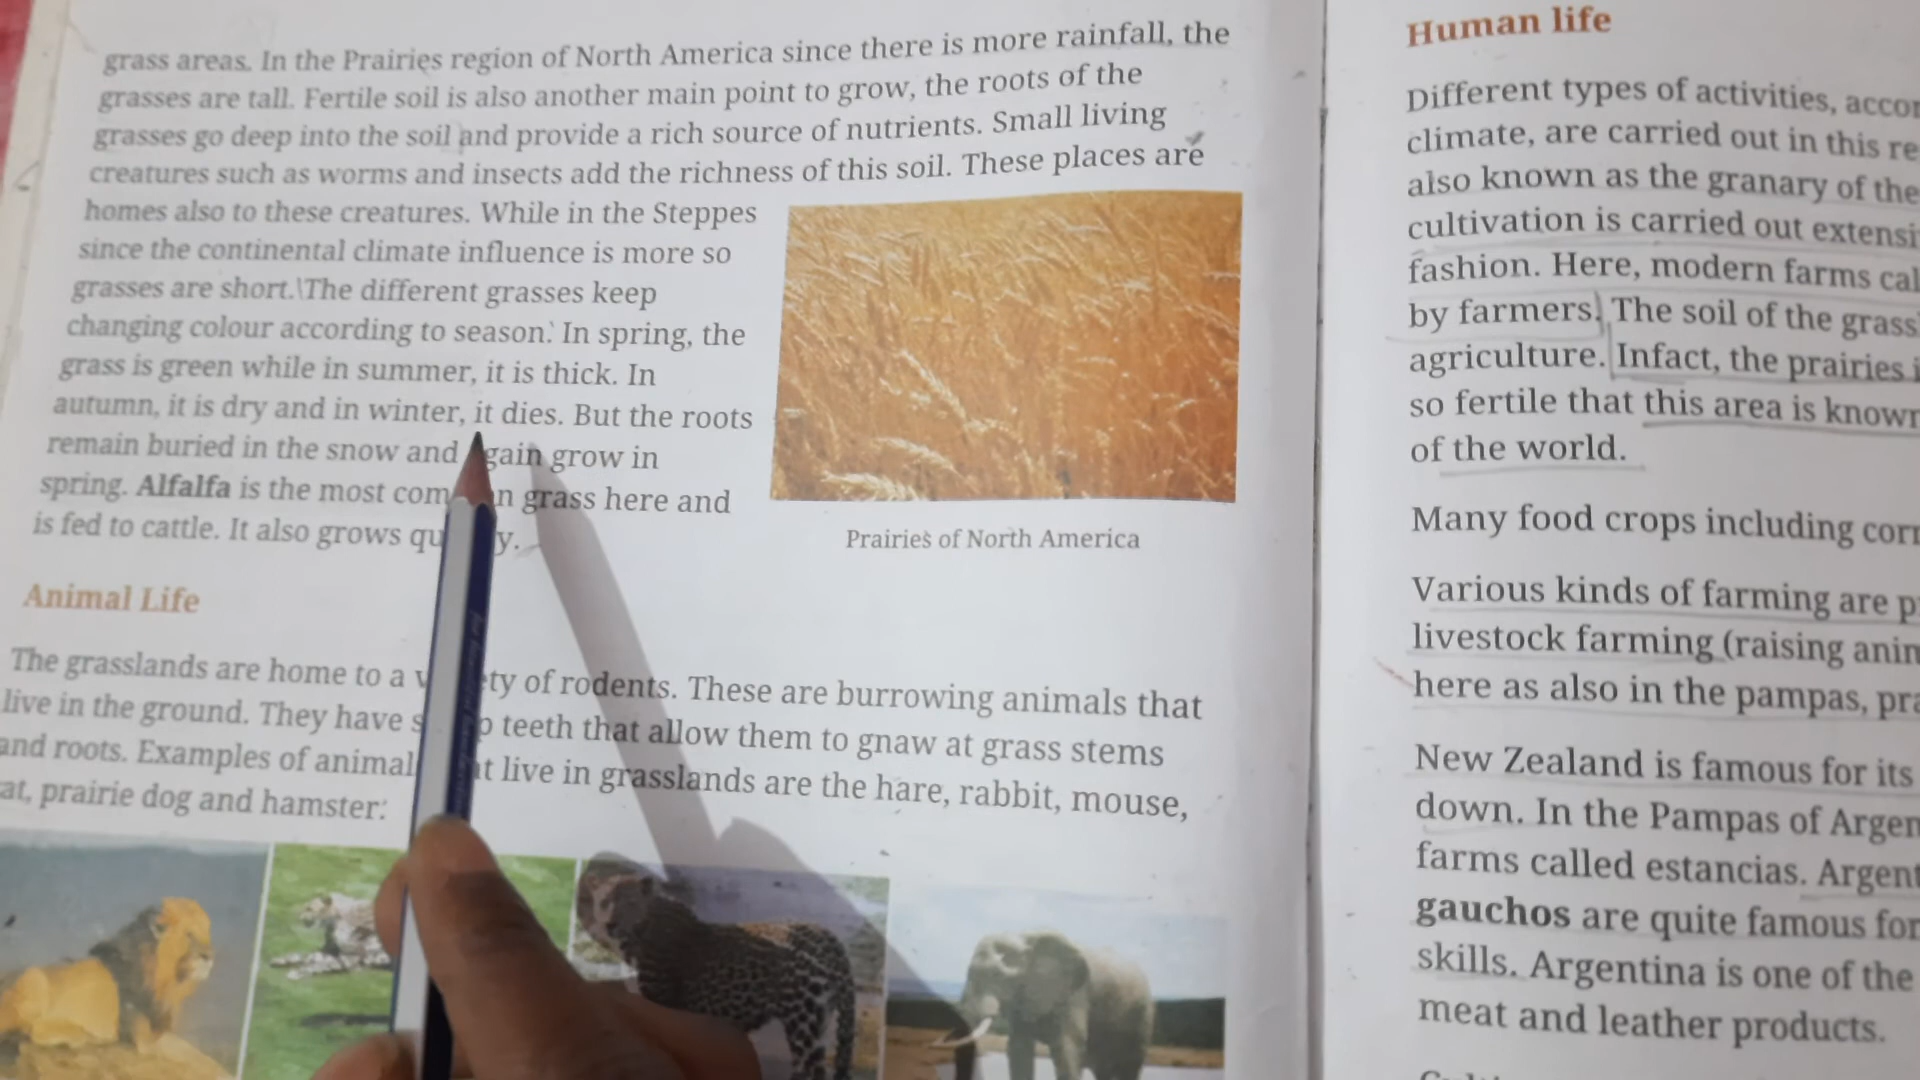 grass areas. In the Prairies region of North America since there is more rainfall, the
grasses are tall. Fertile soil is also another main point to grow, the roots of the
grasses go deep into the soil and provide a rich source of nutrients. Small living
creatures such as worms and insects add the richness of this soil. These places are
homes also to these creatures. While in the Steppes
since the continental climate influence is more so
grasses are short. The different grasses keep
changing colour according to season. In spring, the
grass is green while in summer, it is thick. In
autumn, it is dry and in winter, it dies. But the roots
remain buried in the snow and again grow in
spring. Alfalfa is the most com n grass here and
is fed to cattle. It also grows qu y.
Prairies of North America
Animal Life
The grasslands are home to a v ty of rodents. These are burrowing animals that
live in the ground. They have s p teeth that allow them to gnaw at grass stems
and roots. Examples of animal t live in grasslands are the hare, rabbit, mouse,
at, prairie dog and hamster:
Human life
Different types of activities, accor
climate, are carried out in this re
also known as the granary of the
cultivation is carried out extensi
fashion. Here, modern farms cal
by farmers. The soil of the grassl
agriculture. Infact, the prairies i
so fertile that this area is known
of the world.
Many food crops including corn
Various kinds of farming are p
livestock farming (raising anim
here as also in the pampas, pra
New Zealand is famous for its
down. In the Pampas of Argen
farms called estancias. Argent
gauchos are quite famous for
skills. Argentina is one of the
meat and leather products.